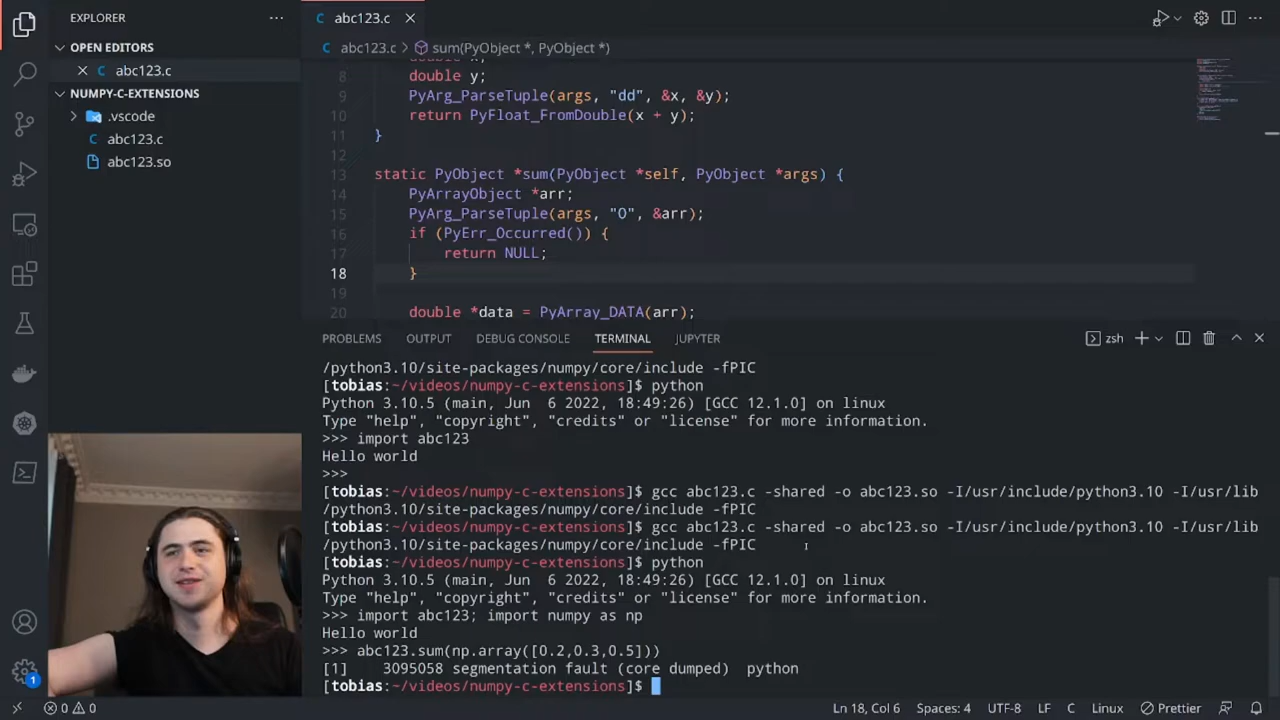 EXPLORER
OPEN EDITORS
abc123.c
NUMPY-C-EXTENSIONS
.vscode
abc123.c
abc123.so
1
abc123.c
abc123.c > sum(PyObject *, PyObject *)
8 double y;
9 PyArg_ParseTuple(args, "dd", &x, &y);
10 return PyFloat_FromDouble(x + y);
11 }
12
13 static PyObject *sum(PyObject *self, PyObject *args) {
14 PyArrayObject *arr;
15 PyArg_ParseTuple(args, "O", &arr);
16 if (PyErr_Occurred()) {
17 return NULL;
18 }
19
20 double *data = PyArray_DATA(arr);
PROBLEMS OUTPUT DEBUG CONSOLE TERMINAL JUPYTER zsh
/python3.10/site-packages/numpy/core/include -fPIC
[tobias:~/videos/numpy-c-extensions]$ python
Python 3.10.5 (main, Jun  6 2022, 18:49:26) [GCC 12.1.0] on linux
Type "help", "copyright", "credits" or "license" for more information.
>>> import abc123
Hello world
>>>
[tobias:~/videos/numpy-c-extensions]$ gcc abc123.c -shared -o abc123.so -I/usr/include/python3.10 -I/usr/lib
/python3.10/site-packages/numpy/core/include -fPIC
[tobias:~/videos/numpy-c-extensions]$ gcc abc123.c -shared -o abc123.so -I/usr/include/python3.10 -I/usr/lib
/python3.10/site-packages/numpy/core/include -fPIC
[tobias:~/videos/numpy-c-extensions]$ python
Python 3.10.5 (main, Jun  6 2022, 18:49:26) [GCC 12.1.0] on linux
Type "help", "copyright", "credits" or "license" for more information.
>>> import abc123; import numpy as np
Hello world
>>> abc123.sum(np.array([0.2,0.3,0.5]))
[1]    3095058 segmentation fault (core dumped)  python
[tobias:~/videos/numpy-c-extensions]$
0 0 Ln 18, Col 6 Spaces: 4 UTF-8 LF C Linux Prettier